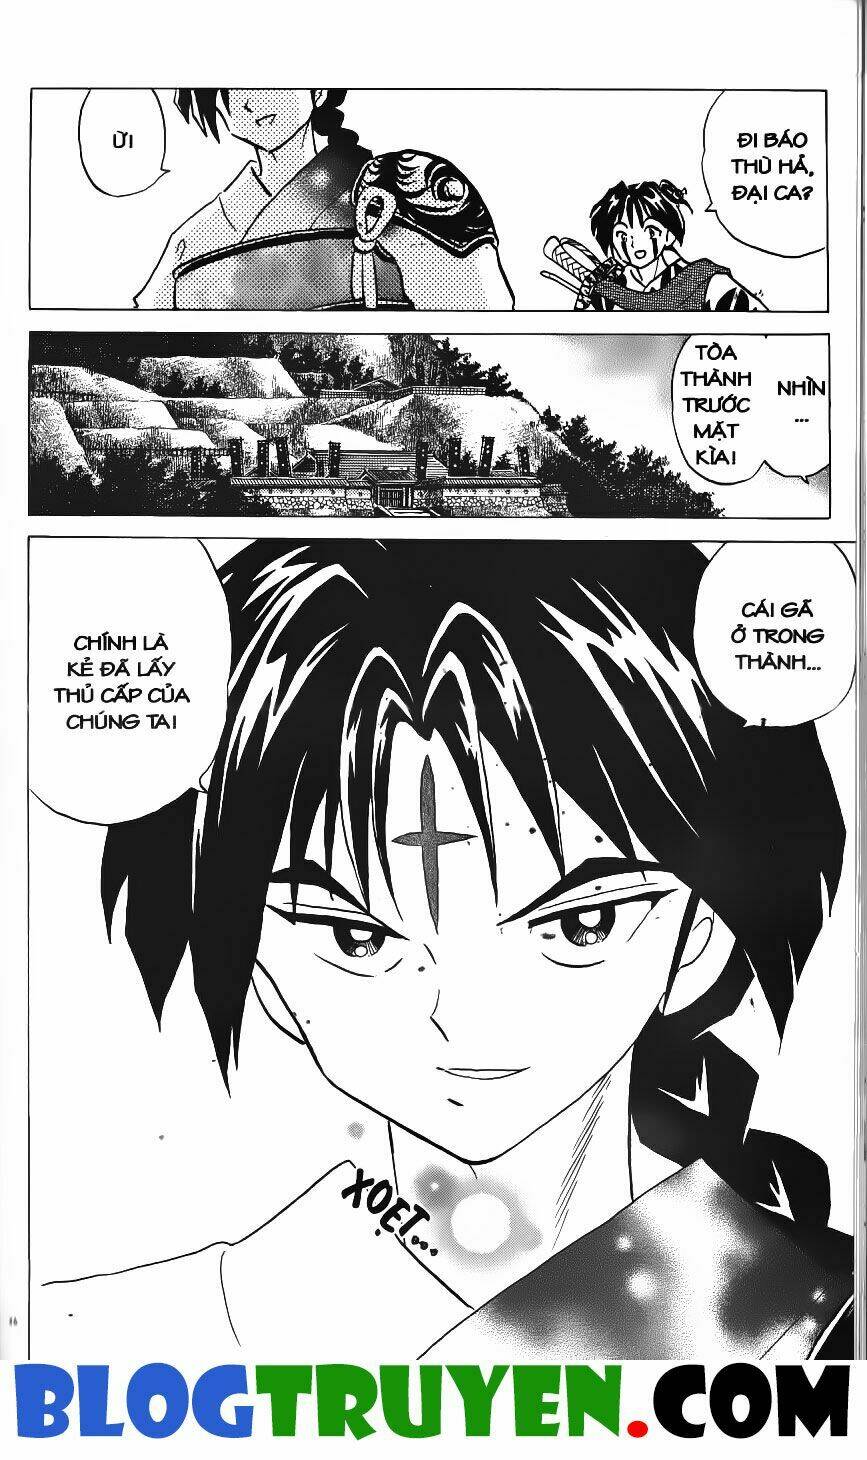 ĐI BÁO
THÙ HẢ,
ĐẠI CA?
ỪI
NHÌN
...
TÒA
THÀNH
TRƯỚC
MẶT
KÌA!
CÁI GÃ
Ở TRONG
THÀNH...
CHÍNH LÀ
KẺ ĐÃ LẤY
THỦ CẤP CỦA
CHÚNG TA!
XOẸT...
BLOGTRUYEN.COM